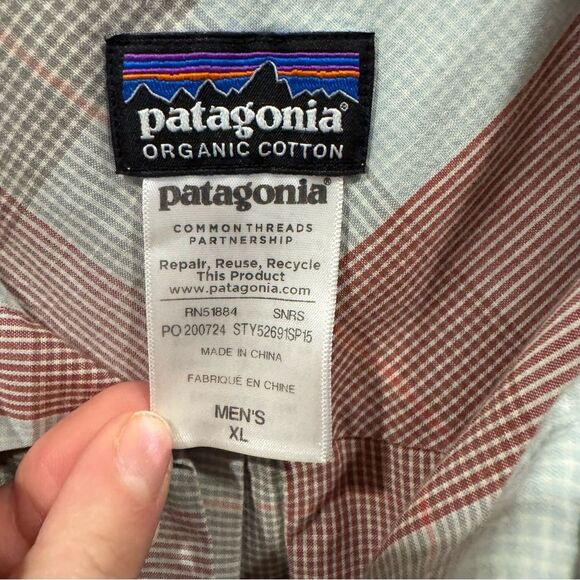 patagonia®
ORGANIC COTTON
patagonia®
COMMON THREADS
PARTNERSHIP
Repair, Reuse, Recycle
This Product
www.patagonia.com
RN51884 SNRS
PO 200724 STY52691SP15
MADE IN CHINA
FABRIQUÉ EN CHINE
MEN'S
XL